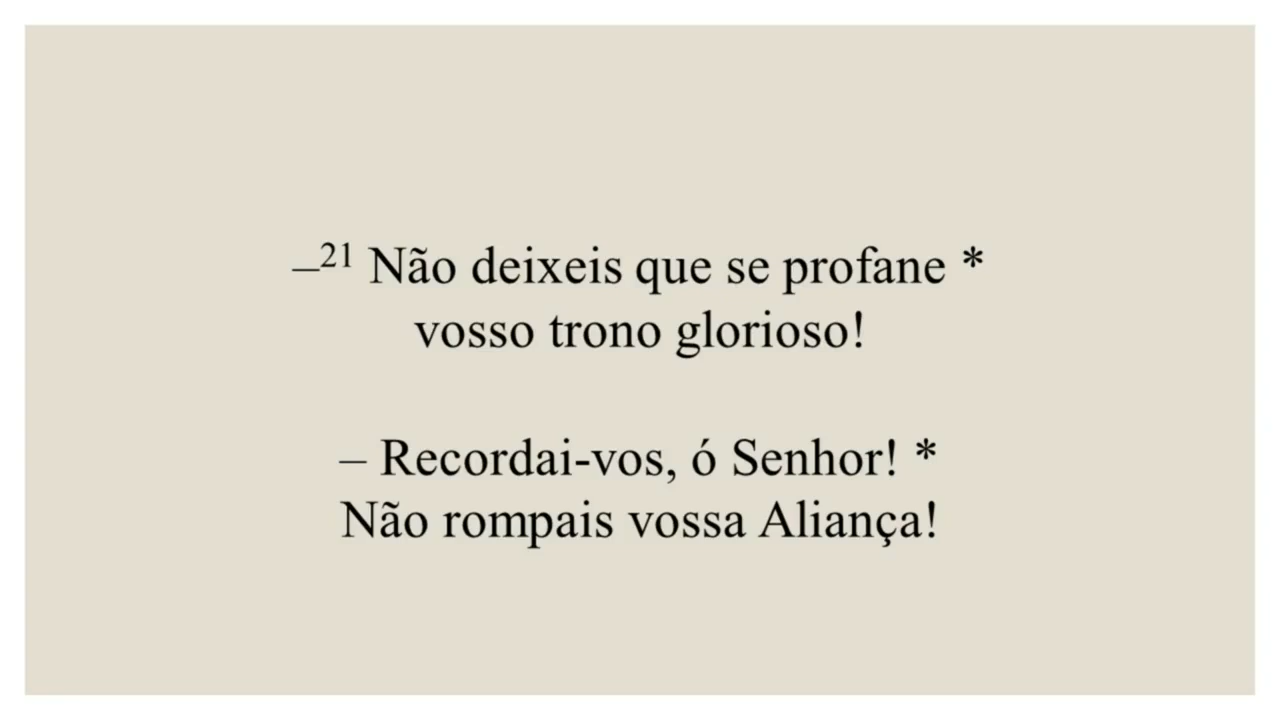 –²¹ Não deixeis que se profane *
vosso trono glorioso!
– Recordai-vos, ó Senhor! *
Não rompais vossa Aliança!